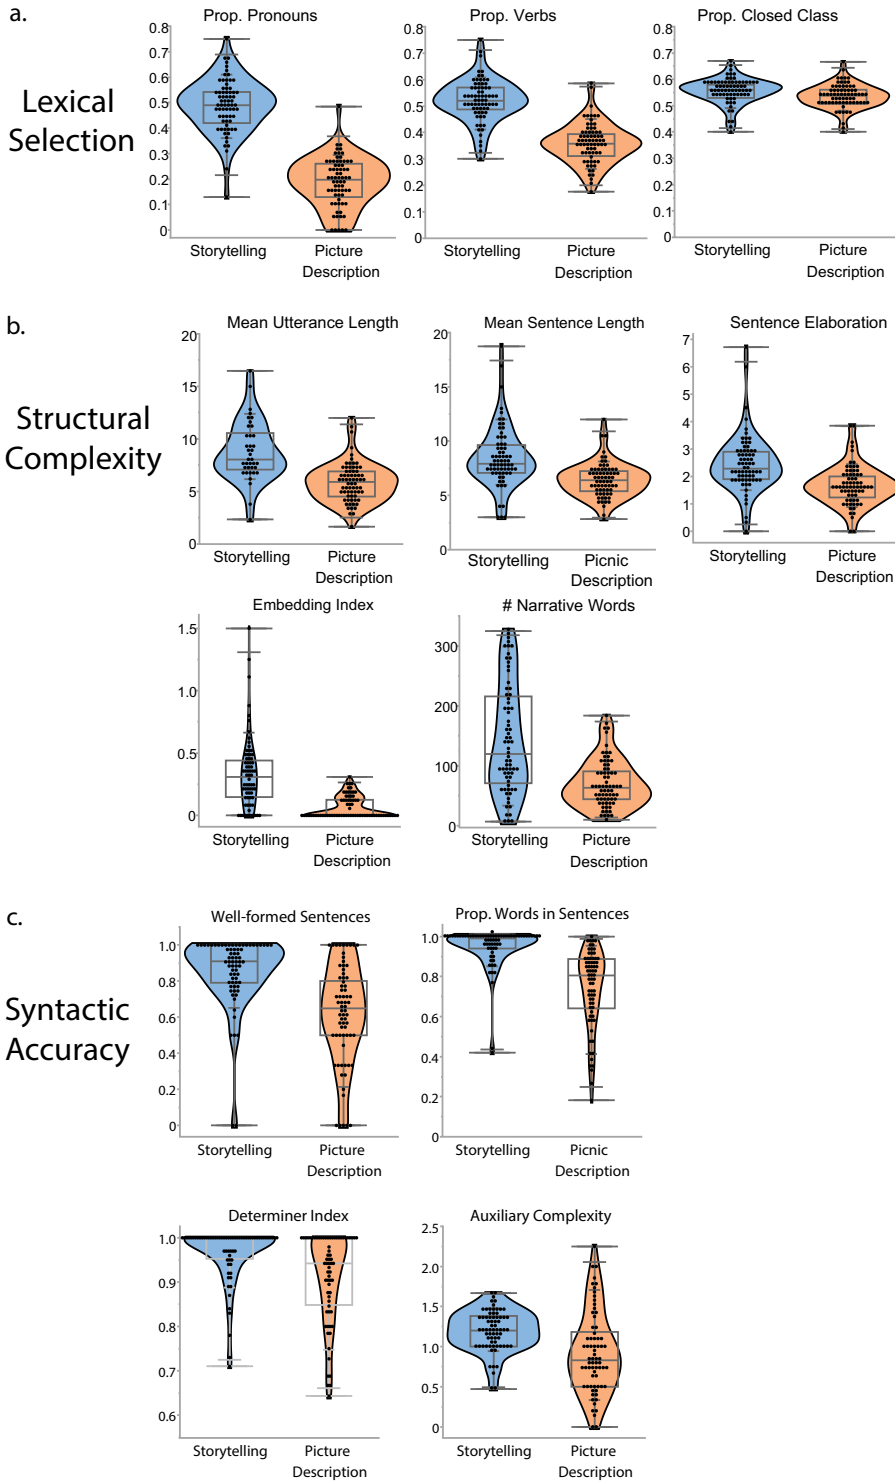 a.
Lexical
Selection
Prop. Pronouns
0.8
0.7
0.6
0.5
0.4
0.3
0.2
0.1
0
Storytelling
Picture
Description
Prop. Verbs
0.8
0.7
0.6
0.5
0.4
0.3
0.2
0.1
0
Storytelling
Picture
Description
Prop. Closed Class
0.8
0.7
0.6
0.5
0.4
0.3
0.2
0.1
0
Storytelling
Picture
Description
b.
Structural
Complexity
Mean Utterance Length
20
15
10
5
0
Storytelling
Picture
Description
Mean Sentence Length
20
15
10
5
0
Storytelling
Picnic
Description
Sentence Elaboration
7
6
5
4
3
2
1
0
Storytelling
Picture
Description
Embedding Index
1.5
1.0
0.5
0
Storytelling
Picture
Description
# Narrative Words
300
200
100
0
Storytelling
Picture
Description
c.
Syntactic
Accuracy
Well-formed Sentences
1.0
0.8
0.6
0.4
0.2
0
Storytelling
Picture
Description
Prop. Words in Sentences
1.0
0.8
0.6
0.4
0.2
0
Storytelling
Picnic
Description
Determiner Index
1.0
0.9
0.8
0.7
0.6
Storytelling
Picture
Description
Auxiliary Complexity
2.5
2.0
1.5
1.0
0.5
0
Storytelling
Picture
Description